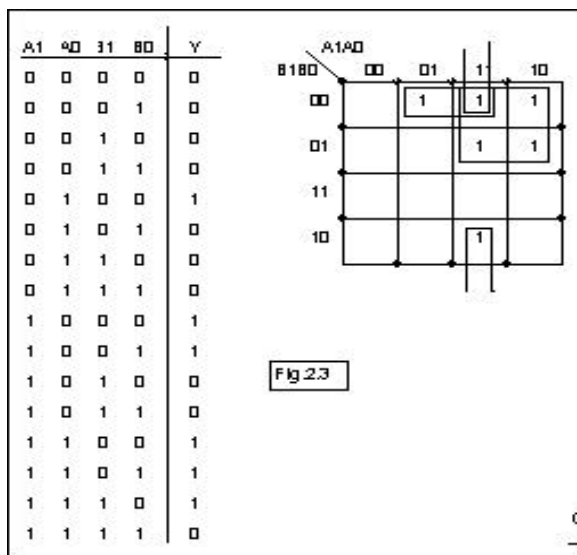 A1 A0 B1 B0 Y
0 0 0 0 0
0 0 0 1 0
0 0 1 0 0
0 0 1 1 0
0 1 0 0 1
0 1 0 1 0
0 1 1 0 0
0 1 1 1 0
1 0 0 0 1
1 0 0 1 1
1 0 1 0 0
1 0 1 1 0
1 1 0 0 1
1 1 0 1 1
1 1 1 0 1
1 1 1 1 0
A1A0
B1B0 00 01 11 10
00 1 1 1
01 1 1
11
10 1
Fig.2.3